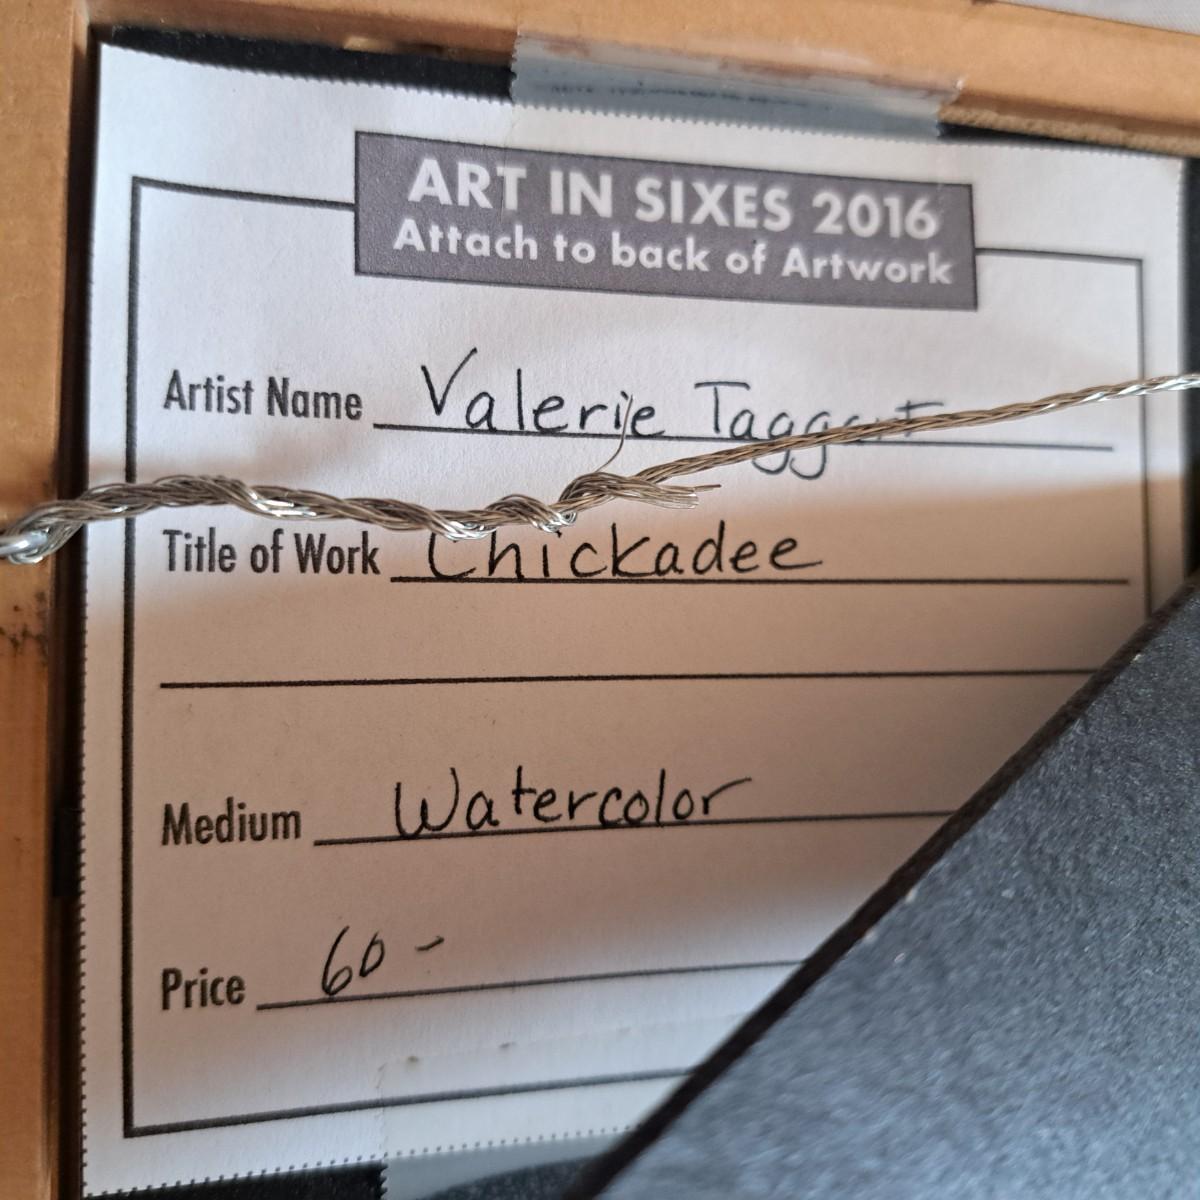 ART IN SIXES 2016
Attach to back of Artwork
Artist Name Valerie Taggart
Title of Work Chickadee
Medium Watercolor
Price 60 -